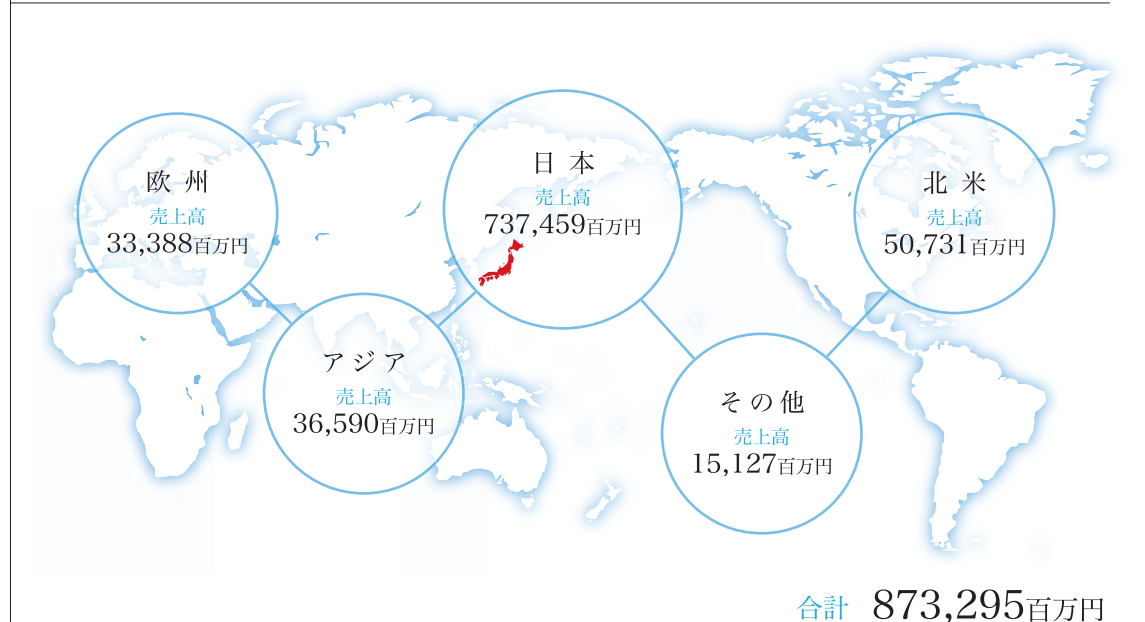 欧州
売上高
33,388百万円
アジア
売上高
36,590百万円
日本
売上高
737,459百万円
その他
売上高
15,127百万円
北米
売上高
50,731百万円
合計 873,295百万円